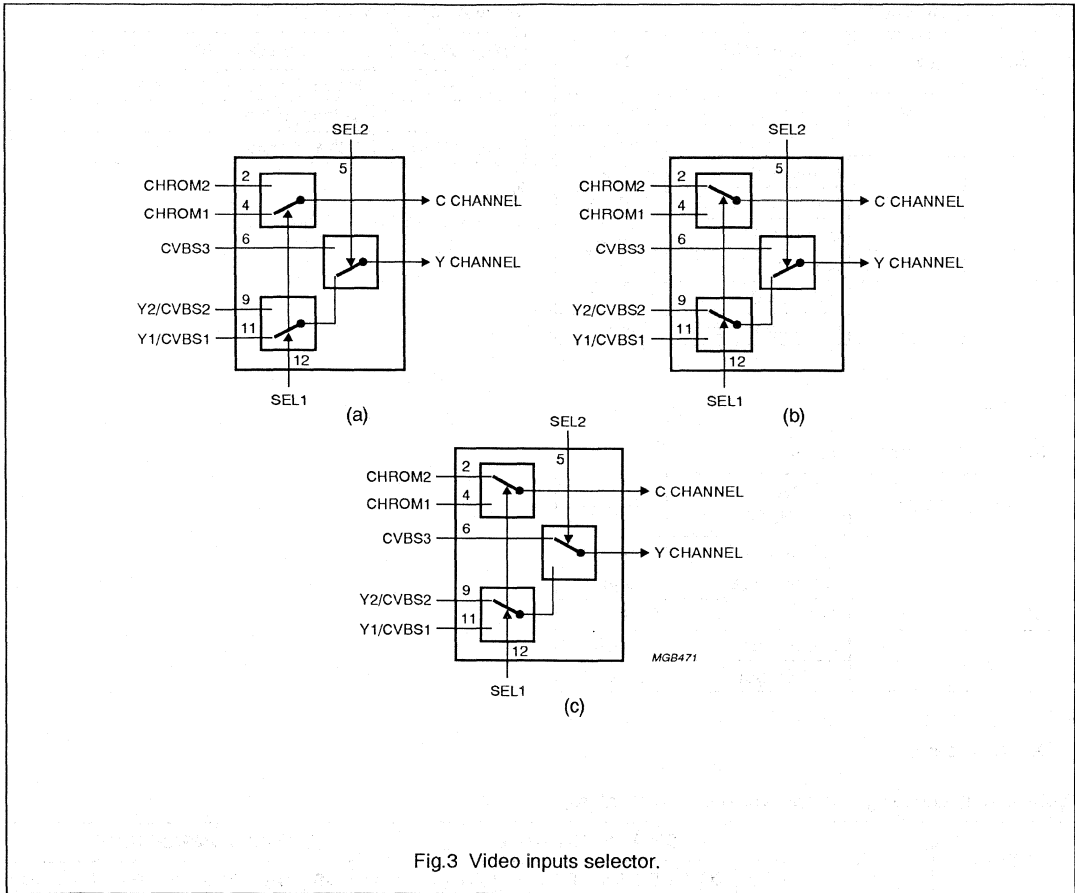 SEL2
5
CHROM2 2
C CHANNEL
CHROM1 4
CVBS3 6
Y CHANNEL
Y2/CVBS2 9
Y1/CVBS1 11
12
SEL1
(a)
SEL2
5
CHROM2 2
C CHANNEL
CHROM1 4
CVBS3 6
Y CHANNEL
Y2/CVBS2 9
Y1/CVBS1 11
12
SEL1
(b)
SEL2
5
CHROM2 2
C CHANNEL
CHROM1 4
CVBS3 6
Y CHANNEL
Y2/CVBS2 9
Y1/CVBS1 11
12
MGB471
SEL1
(c)
Fig.3 Video inputs selector.